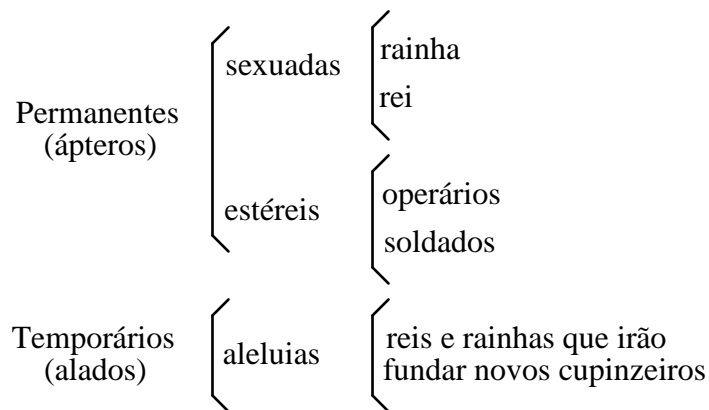 Permanentes
(ápteros)
sexuadas
rainha
rei
estéreis
operários
soldados
Temporários
(alados)
aleluias
reis e rainhas que irão
fundar novos cupinzeiros